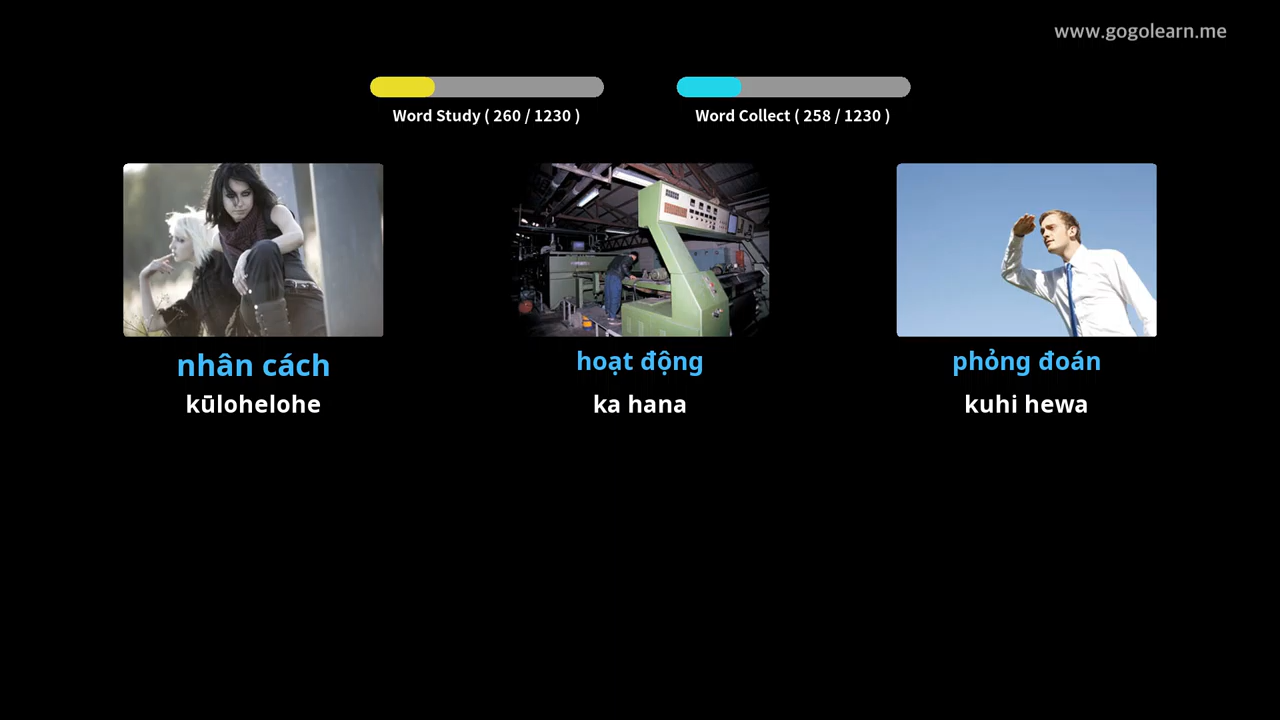 www.gogolearn.me
Word Study ( 260 / 1230 )
Word Collect ( 258 / 1230 )
nhân cách
hoạt động
phỏng đoán
kūlohelohe
ka hana
kuhi hewa